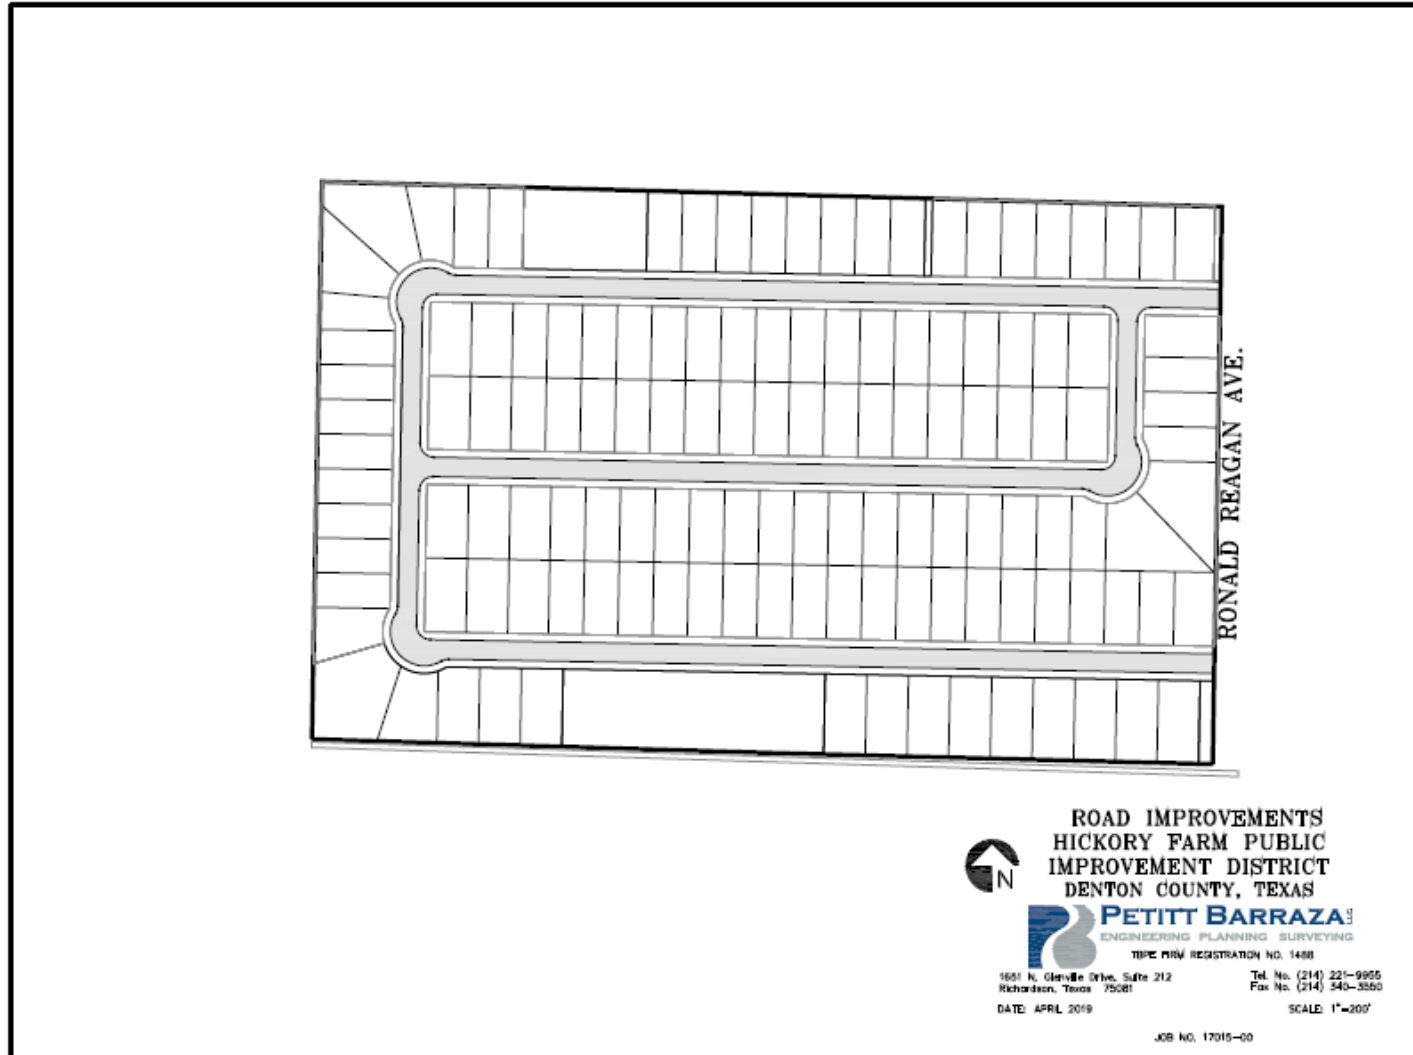 RONALD REAGAN AVE.
ROAD IMPROVEMENTS
HICKORY FARM PUBLIC
IMPROVEMENT DISTRICT
DENTON COUNTY, TEXAS
N
PETITT BARRAZA LLC
ENGINEERING PLANNING SURVEYING
TBPE FIRM REGISTRATION NO. 1488
1651 N. Glenville Drive, Suite 212
Richardson, Texas 75081
Tel. No. (214) 221-9955
Fax No. (214) 340-3550
DATE: APRIL 2019
SCALE: 1"=200'
JOB NO. 17015-00